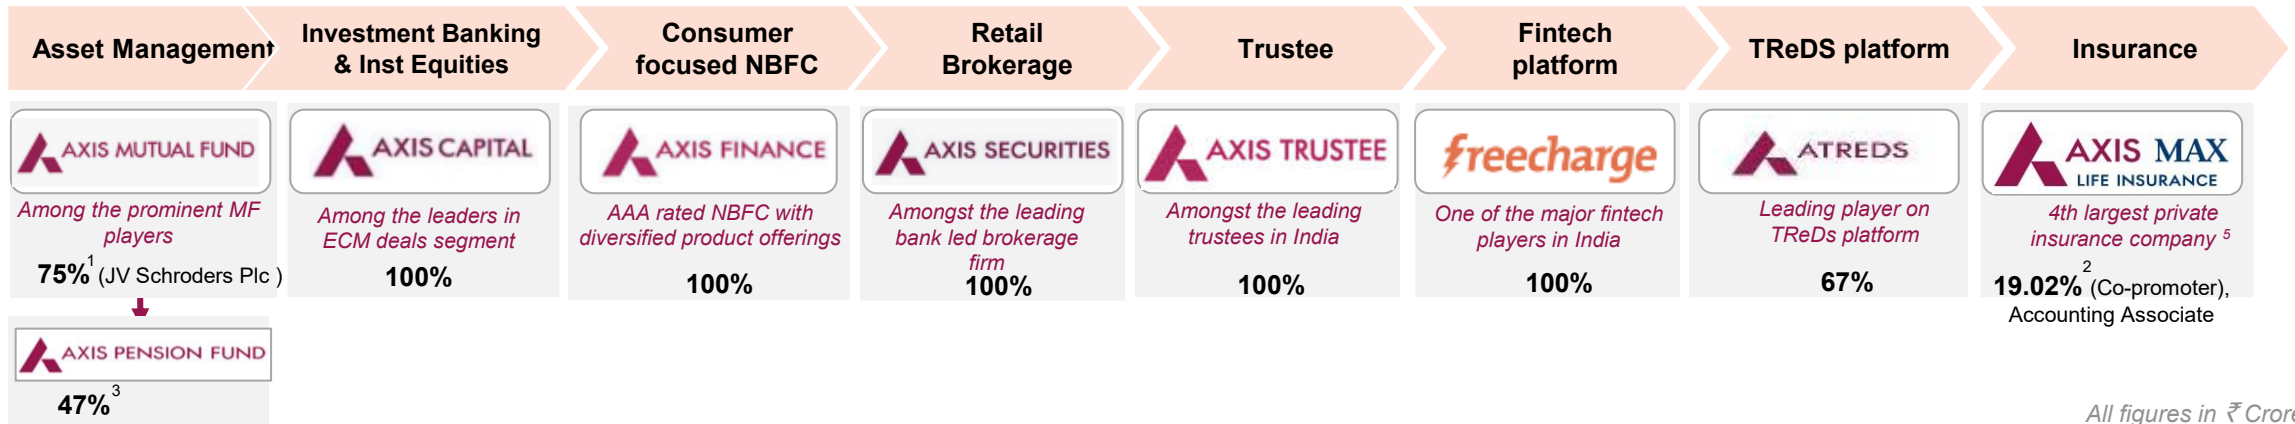 Asset Management
Investment Banking
& Inst Equities
Consumer
focused NBFC
Retail
Brokerage
Trustee
Fintech
platform
TReDS platform
Insurance
AXIS MUTUAL FUND
Among the prominent MF
players
75%1 (JV Schroders Plc )
AXIS PENSION FUND
47%3
AXIS CAPITAL
Among the leaders in
ECM deals segment
100%
AXIS FINANCE
AAA rated NBFC with
diversified product offerings
100%
AXIS SECURITIES
Amongst the leading
bank led brokerage
firm
100%
AXIS TRUSTEE
Amongst the leading
trustees in India
100%
freecharge
One of the major fintech
players in India
100%
ATREDS
Leading player on
TReDs platform
67%
AXIS MAX
LIFE INSURANCE
4th largest private
insurance company 5
19.02%2 (Co-promoter),
Accounting Associate
All figures in ₹ Crore